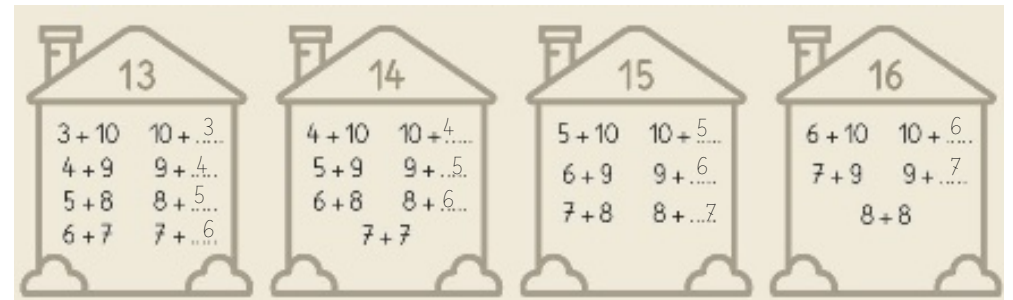 13
3 + 10 10 + 3
4 + 9 9 + 4
5 + 8 8 + 5
6 + 7 7 + 6
14
4 + 10 10 + 4
5 + 9 9 + 5
6 + 8 8 + 6
7 + 7
15
5 + 10 10 + 5
6 + 9 9 + 6
7 + 8 8 + 7
16
6 + 10 10 + 6
7 + 9 9 + 7
8 + 8